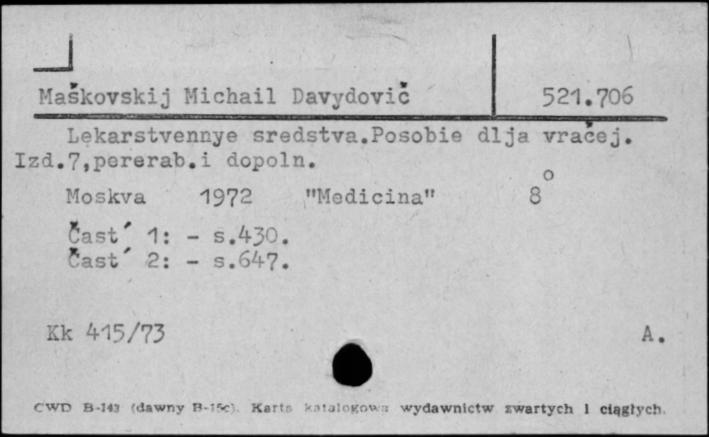 Maškovskij Michail Davydovič 521.706
Lekarstvennye sredstva.Posobie dlja vračej.
Izd.7,pererab.i dopoln.
Moskva 1972 "Medicina" 8°
Čast´ 1: - s.430.
Čast´ 2: - s.647.
Kk 415/73 A.
CWD B-143 (dawny B-15c). Karta katalogowa wydawnictw zwartych i ciągłych.